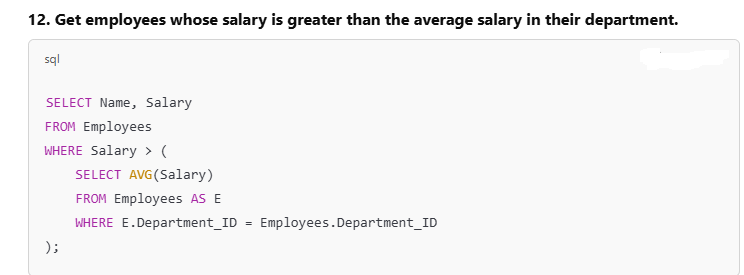 12. Get employees whose salary is greater than the average salary in their department.
sql
SELECT Name, Salary
FROM Employees
WHERE Salary > (
    SELECT AVG(Salary)
    FROM Employees AS E
    WHERE E.Department_ID = Employees.Department_ID
);